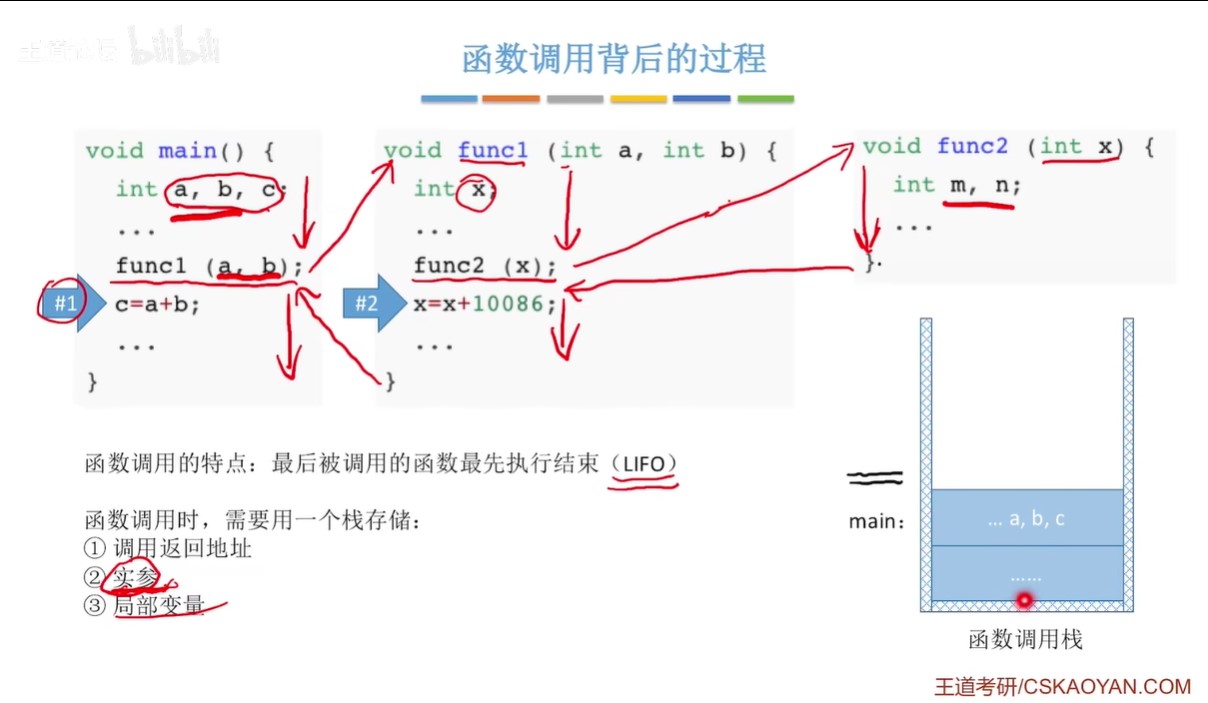 王道考研 bilibili
函数调用背后的过程
void main() {
int a, b, c;
...
func1 (a, b);
#1 c=a+b;
...
}
void func1 (int a, int b) {
int x;
...
func2 (x);
#2 x=x+10086;
...
}
void func2 (int x) {
int m, n;
...
}
函数调用的特点：最后被调用的函数最先执行结束（LIFO）
函数调用时，需要用一个栈存储：
① 调用返回地址
② 实参
③ 局部变量
main：
... a, b, c
……
函数调用栈
王道考研/CSKAOYAN.COM